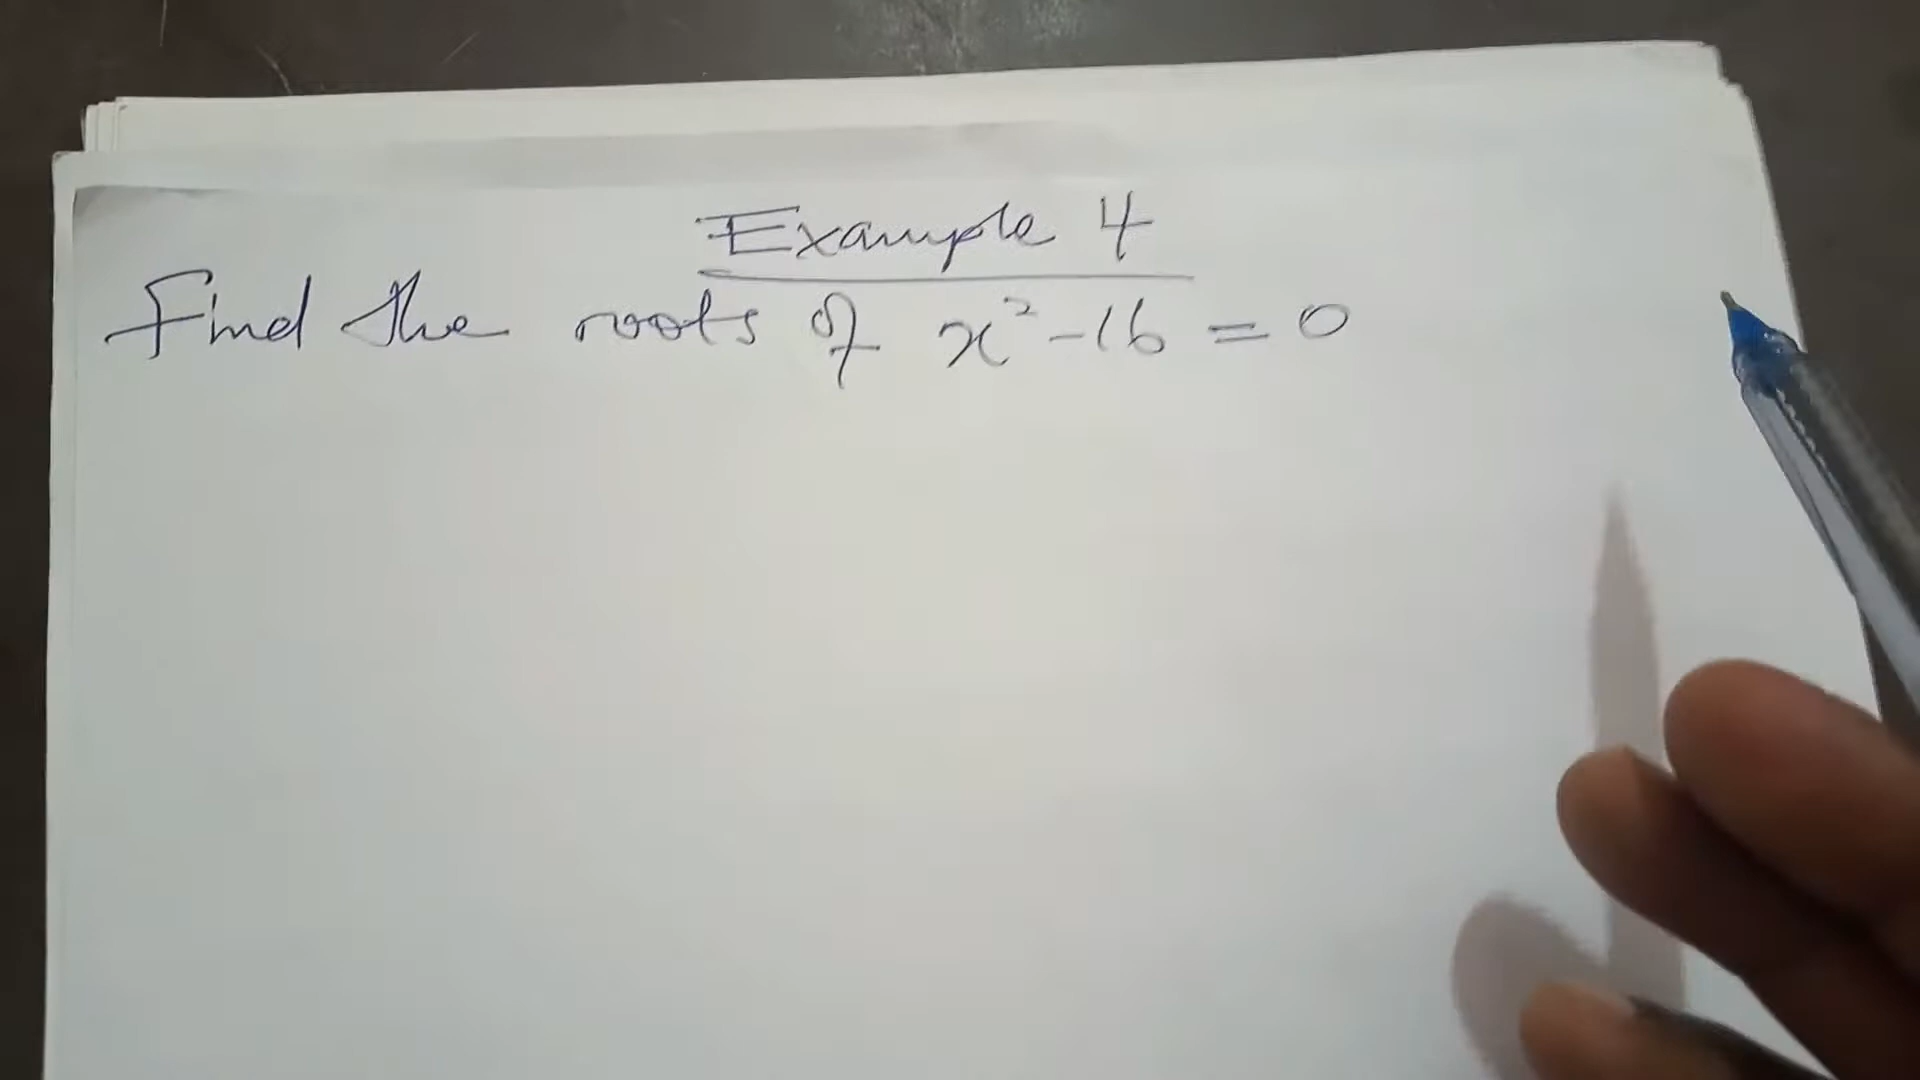 Example 4
Find the roots of x² - 16 = 0